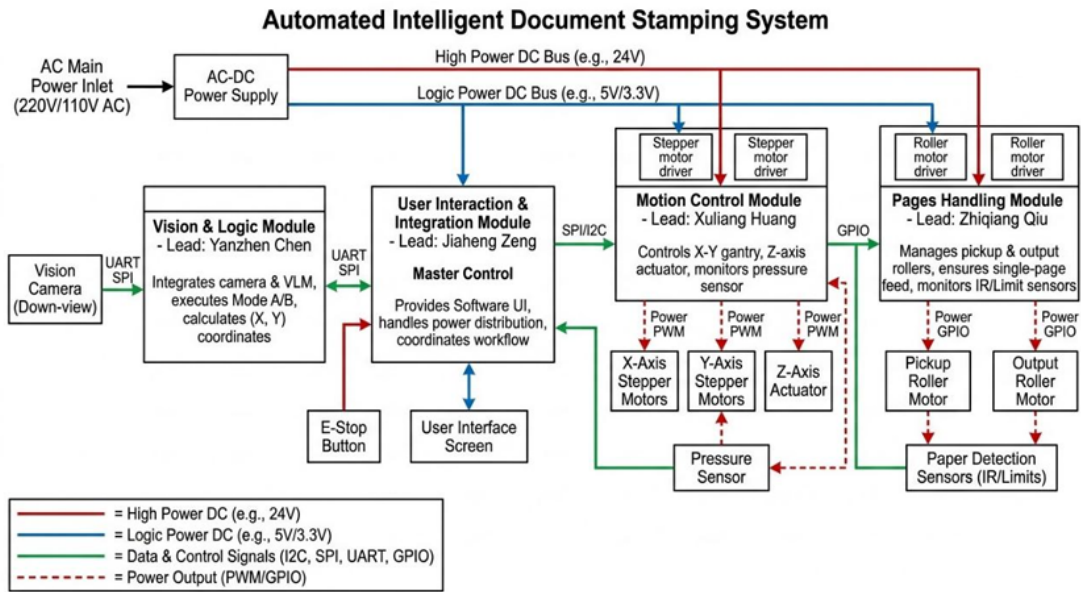 Automated Intelligent Document Stamping System
AC Main
Power Inlet
(220V/110V AC)
AC-DC
Power Supply
High Power DC Bus (e.g., 24V)
Logic Power DC Bus (e.g., 5V/3.3V)
Stepper
motor
driver
Stepper
motor
driver
Roller
motor
driver
Roller
motor
driver
Vision
Camera
(Down-view)
UART
SPI
Vision & Logic Module
- Lead: Yanzhen Chen
Integrates camera & VLM,
executes Mode A/B,
calculates (X, Y)
coordinates
UART
SPI
User Interaction &
Integration Module
- Lead: Jiaheng Zeng
Master Control
Provides Software UI,
handles power distribution,
coordinates workflow
SPI/I2C
Motion Control Module
- Lead: Xuliang Huang
Controls X-Y gantry, Z-axis
actuator, monitors pressure
sensor
GPIO
Pages Handling Module
- Lead: Zhiqiang Qiu
Manages pickup & output
rollers, ensures single-page
feed, monitors IR/Limit sensors
Power
PWM
Power
PWM
Power
PWM
Power
GPIO
Power
GPIO
X-Axis
Stepper
Motors
Y-Axis
Stepper
Motors
Z-Axis
Actuator
Pickup
Roller
Motor
Output
Roller
Motor
E-Stop
Button
User Interface
Screen
Pressure
Sensor
Paper Detection
Sensors (IR/Limits)
= High Power DC (e.g., 24V)
= Logic Power DC (e.g., 5V/3.3V)
= Data & Control Signals (I2C, SPI, UART, GPIO)
= Power Output (PWM/GPIO)